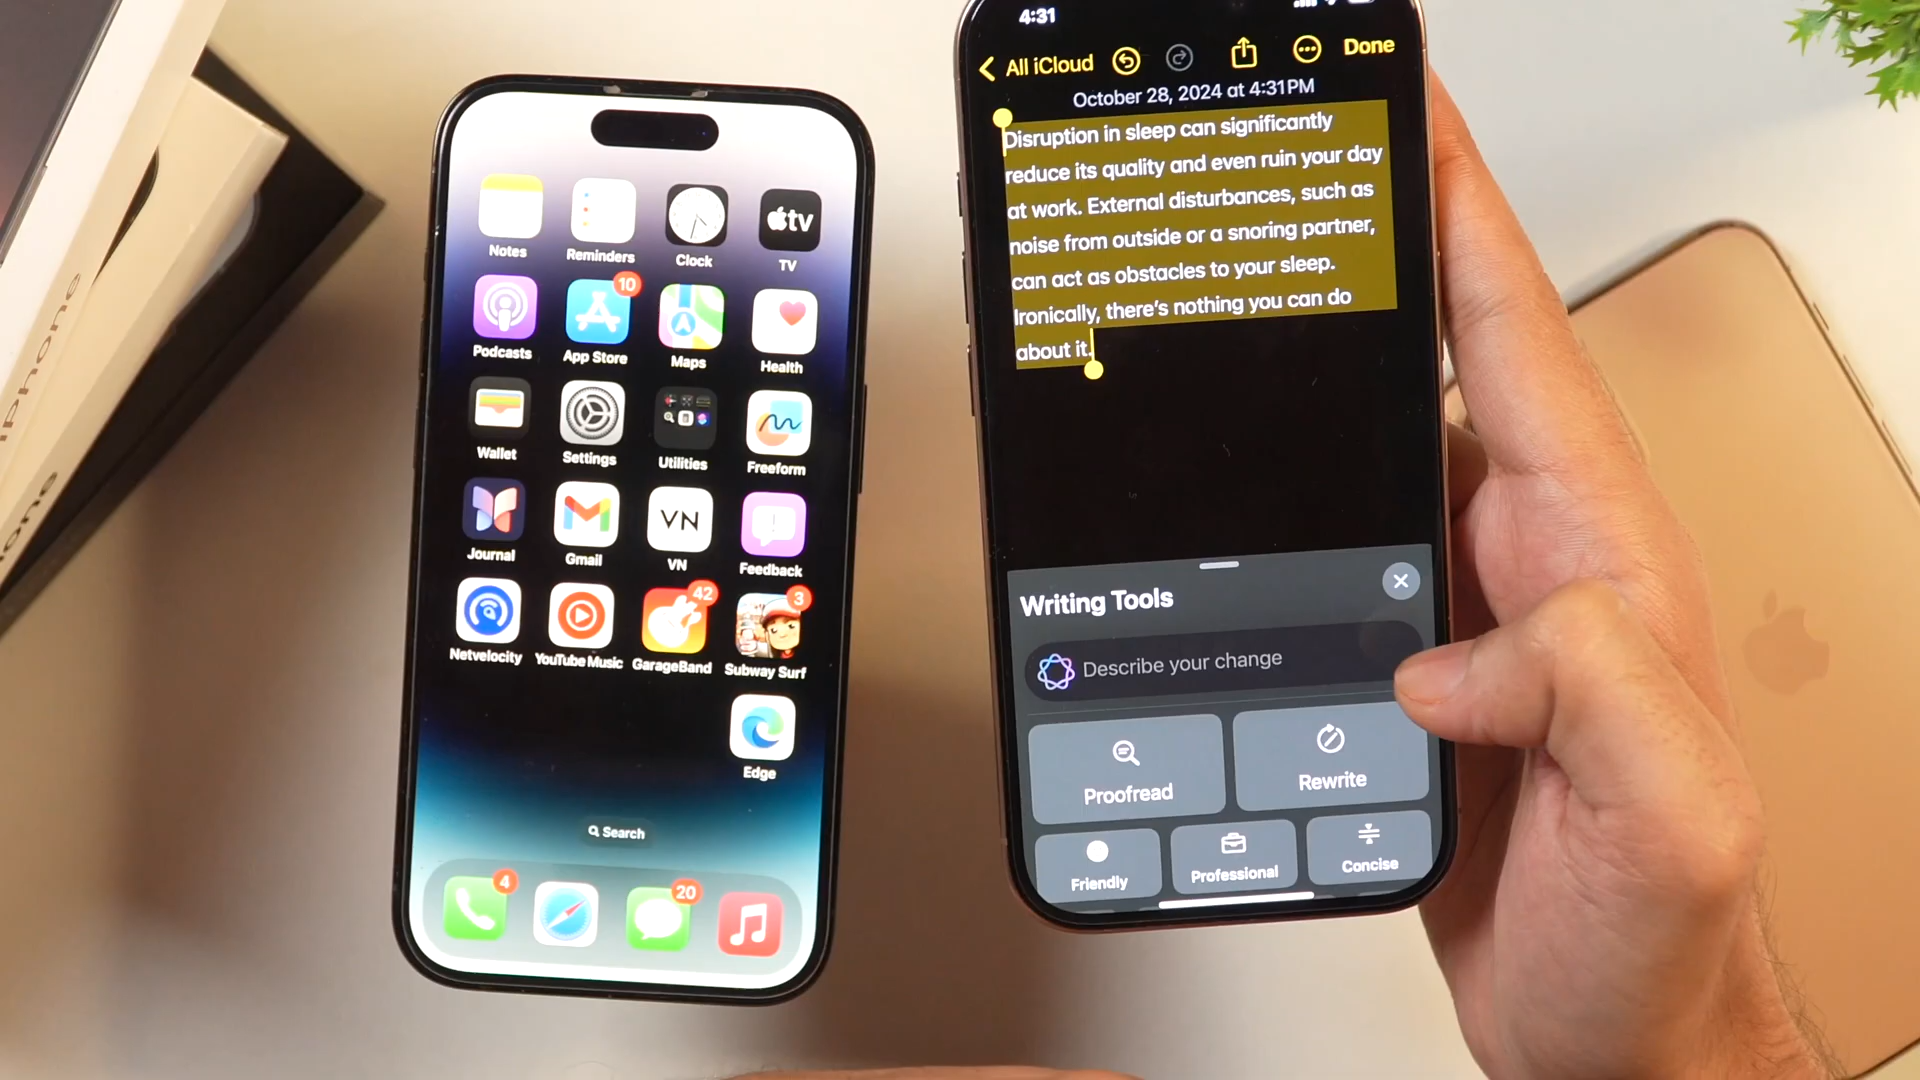 iPhone
one
Notes
Reminders
Clock
tv
TV
10
Podcasts
App Store
Maps
Health
Wallet
Settings
Utilities
Freeform
Journal
Gmail
VN
VN
Feedback
42
3
Netvelocity
YouTube Music
GarageBand
Subway Surf
Edge
Search
4
20
4:31
All iCloud
Done
October 28, 2024 at 4:31 PM
Disruption in sleep can significantly
reduce its quality and even ruin your day
at work. External disturbances, such as
noise from outside or a snoring partner,
can act as obstacles to your sleep.
Ironically, there's nothing you can do
about it.
Writing Tools
Describe your change
Proofread
Rewrite
Friendly
Professional
Concise